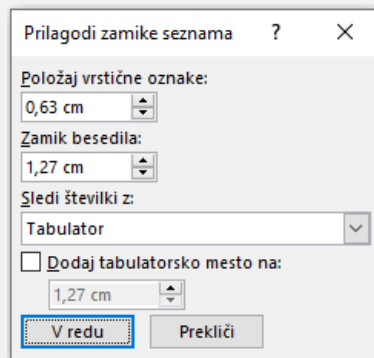 Prilagodi zamike seznama ? ×
Položaj vrstične oznake:
0,63 cm
Zamik besedila:
1,27 cm
Sledi številki z:
Tabulator
Dodaj tabulatorsko mesto na:
1,27 cm
V redu Prekliči